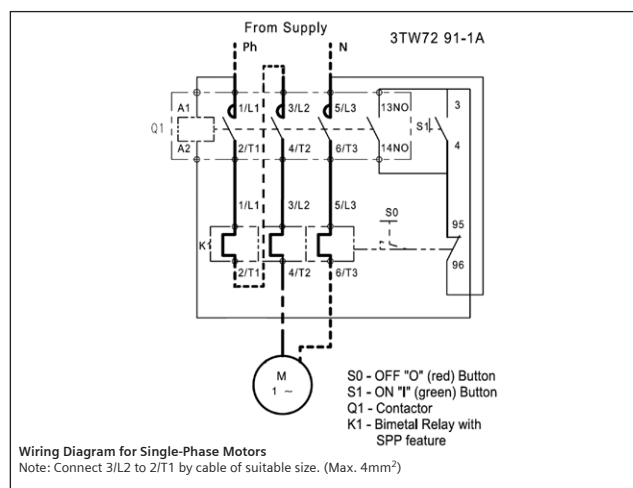 From Supply
3TW72 91-1A
Ph N
A1 1/L1 3/L2 5/L3 13NO 3
Q1 S1
A2 2/T1 4/T2 6/T3 14NO 4
1/L1 3/L2 5/L3 S0
95
K1
2/T1 4/T2 6/T3 96
M
1 ~
S0 - OFF "O" (red) Button
S1 - ON "I" (green) Button
Q1 - Contactor
K1 - Bimetal Relay with
SPP feature
Wiring Diagram for Single-Phase Motors
Note: Connect 3/L2 to 2/T1 by cable of suitable size. (Max. 4mm²)